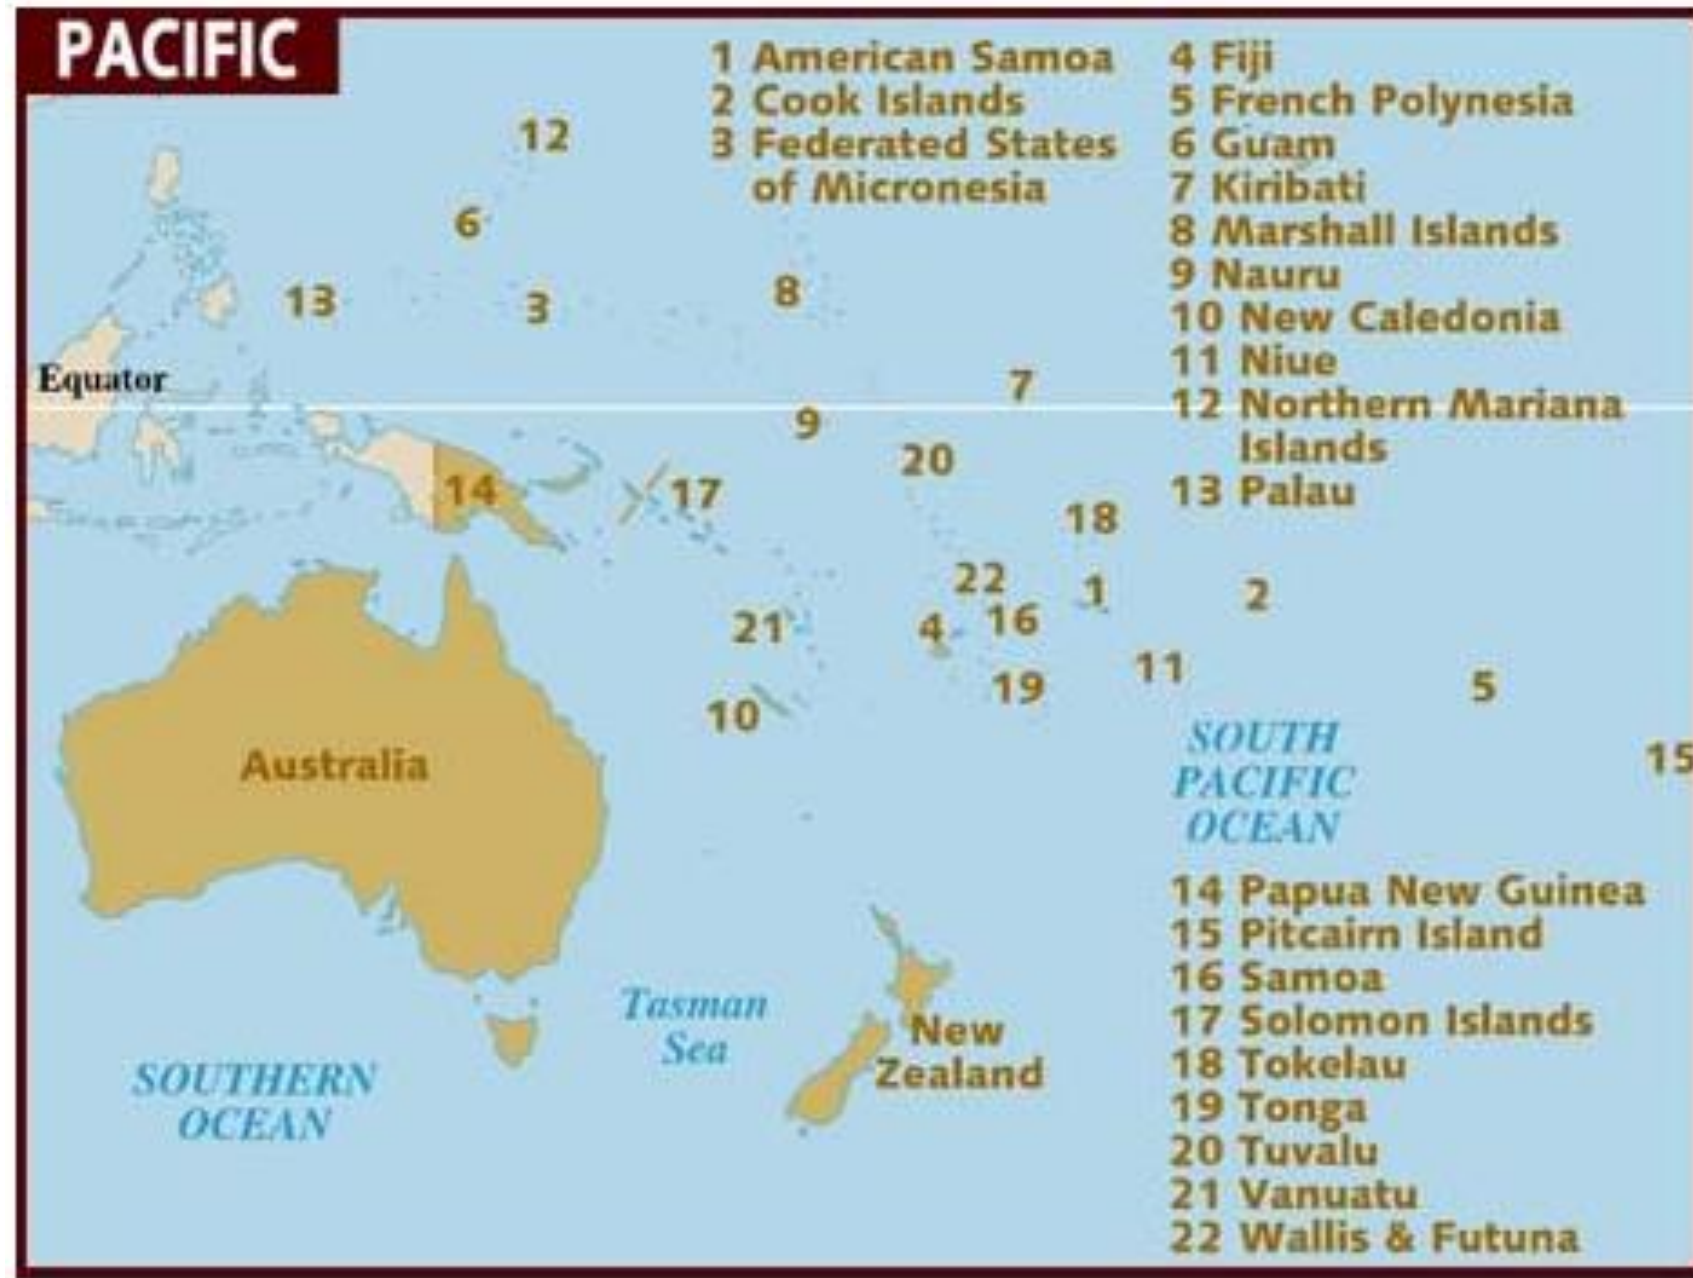 PACIFIC
1 American Samoa
2 Cook Islands
3 Federated States
of Micronesia
4 Fiji
5 French Polynesia
6 Guam
7 Kiribati
8 Marshall Islands
9 Nauru
10 New Caledonia
11 Niue
12 Northern Mariana
Islands
13 Palau
12
6
13
3
8
Equator
7
9
20
14
17
18
22
1
2
21
4
16
11
19
5
10
Australia
SOUTH
PACIFIC
OCEAN
15
Tasman
Sea
New
Zealand
SOUTHERN
OCEAN
14 Papua New Guinea
15 Pitcairn Island
16 Samoa
17 Solomon Islands
18 Tokelau
19 Tonga
20 Tuvalu
21 Vanuatu
22 Wallis & Futuna